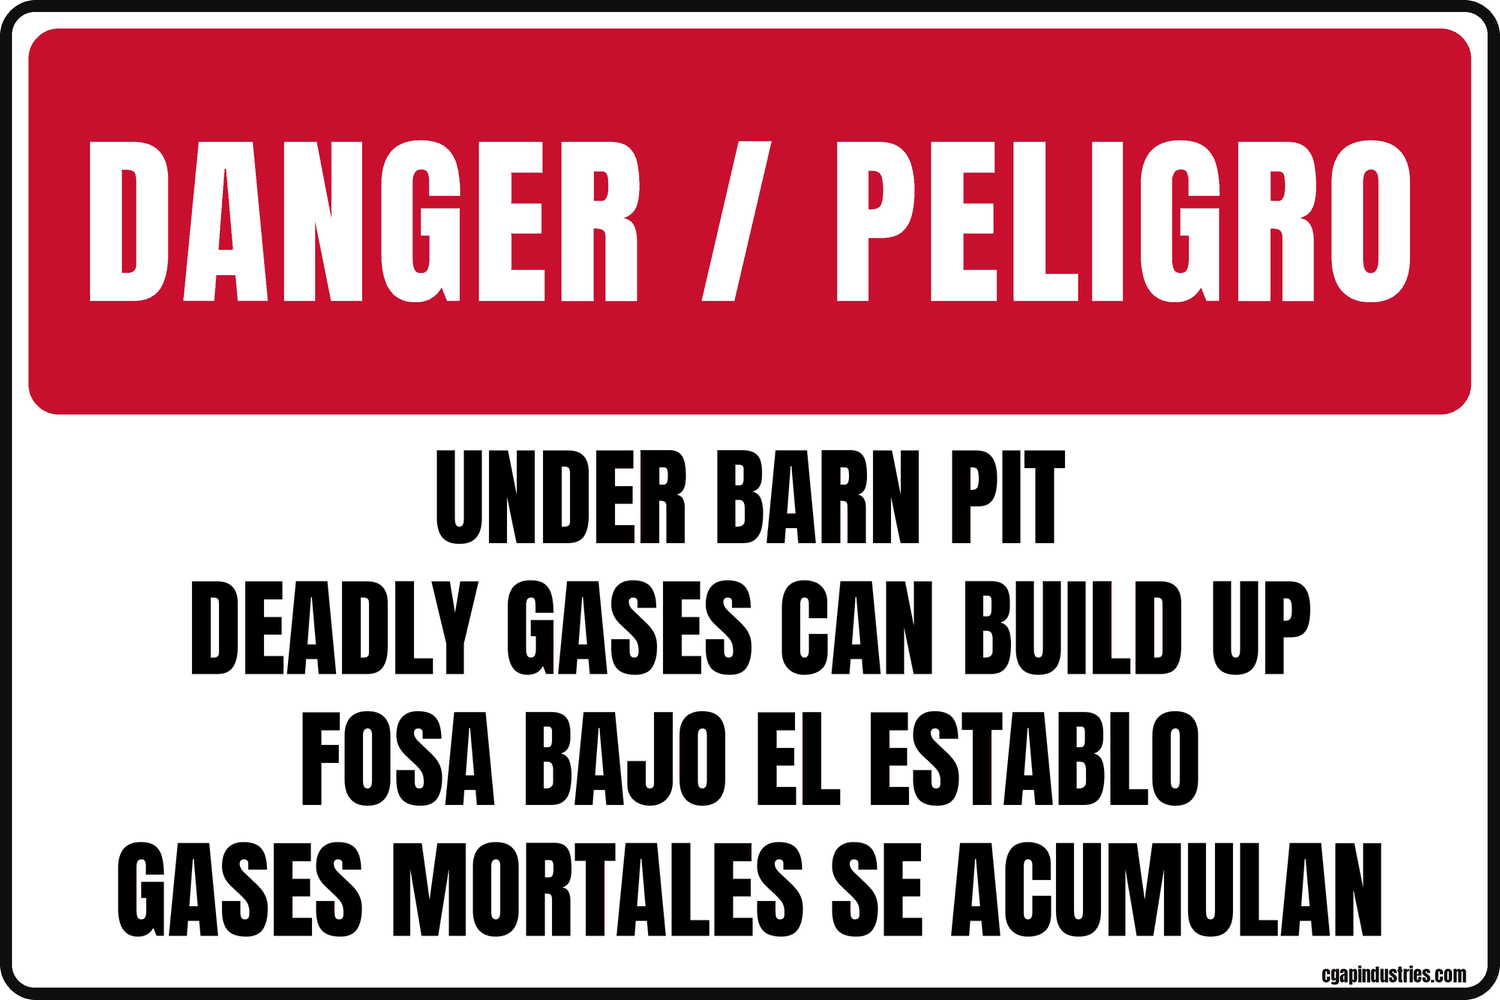 DANGER / PELIGRO
UNDER BARN PIT
DEADLY GASES CAN BUILD UP
FOSA BAJO EL ESTABLO
GASES MORTALES SE ACUMULAN
cgapindustries.com